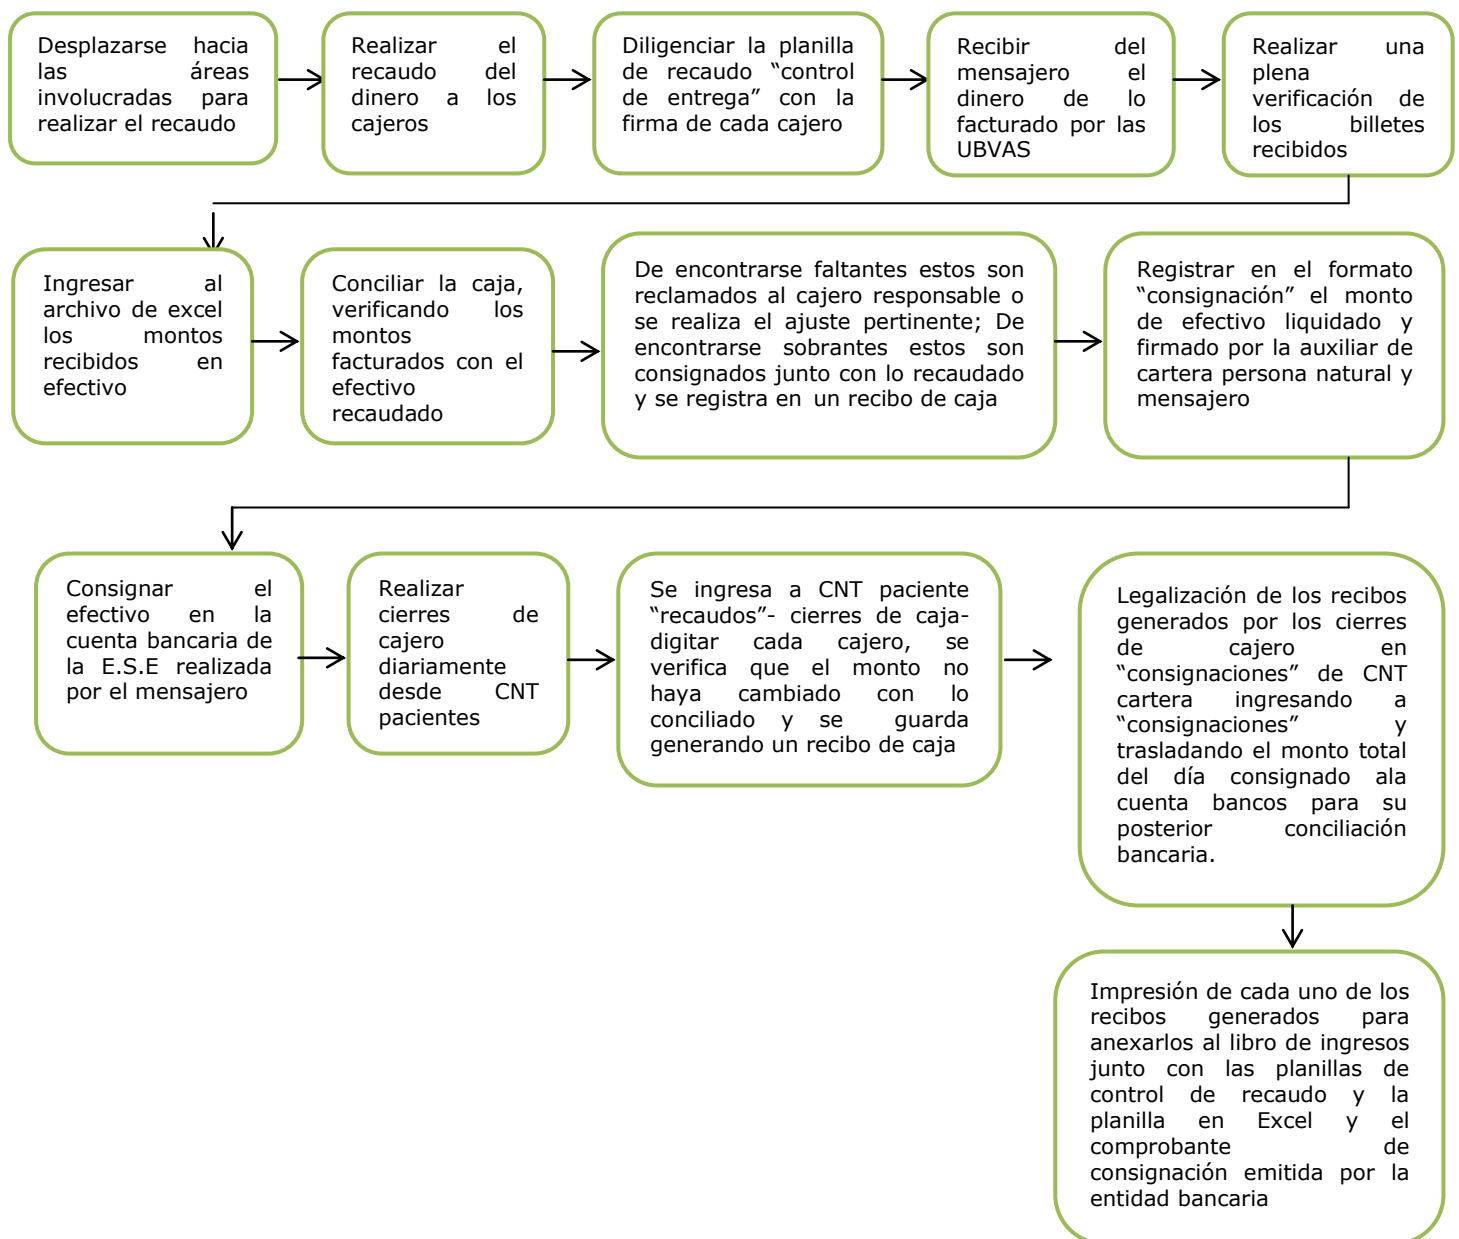 Desplazarse hacia
las áreas
involucradas para
realizar el recaudo
Realizar el
recaudo del
dinero a los
cajeros
Diligenciar la planilla
de recaudo “control
de entrega” con la
firma de cada cajero
Recibir del
mensajero el
dinero de lo
facturado por las
UBVAS
Realizar una
plena
verificación de
los billetes
recibidos
Ingresar al
archivo de excel
los montos
recibidos en
efectivo
Conciliar la caja,
verificando los
montos
facturados con el
efectivo
recaudado
De encontrarse faltantes estos son
reclamados al cajero responsable o
se realiza el ajuste pertinente; De
encontrarse sobrantes estos son
consignados junto con lo recaudado
y se registra en un recibo de caja
Registrar en el formato
“consignación” el monto
de efectivo liquidado y
firmado por la auxiliar de
cartera persona natural y
mensajero
Consignar el
efectivo en la
cuenta bancaria de
la E.S.E realizada
por el mensajero
Realizar
cierres de
cajero
diariamente
desde CNT
pacientes
Se ingresa a CNT paciente
“recaudos”- cierres de caja-
digitar cada cajero, se
verifica que el monto no
haya cambiado con lo
conciliado y se guarda
generando un recibo de caja
Legalización de los recibos
generados por los cierres
de cajero en
“consignaciones” de CNT
cartera ingresando a
“consignaciones” y
trasladando el monto total
del día consignado ala
cuenta bancos para su
posterior conciliación
bancaria.
Impresión de cada uno de los
recibos generados para
anexarlos al libro de ingresos
junto con las planillas de
control de recaudo y la
planilla en Excel y el
comprobante de
consignación emitida por la
entidad bancaria